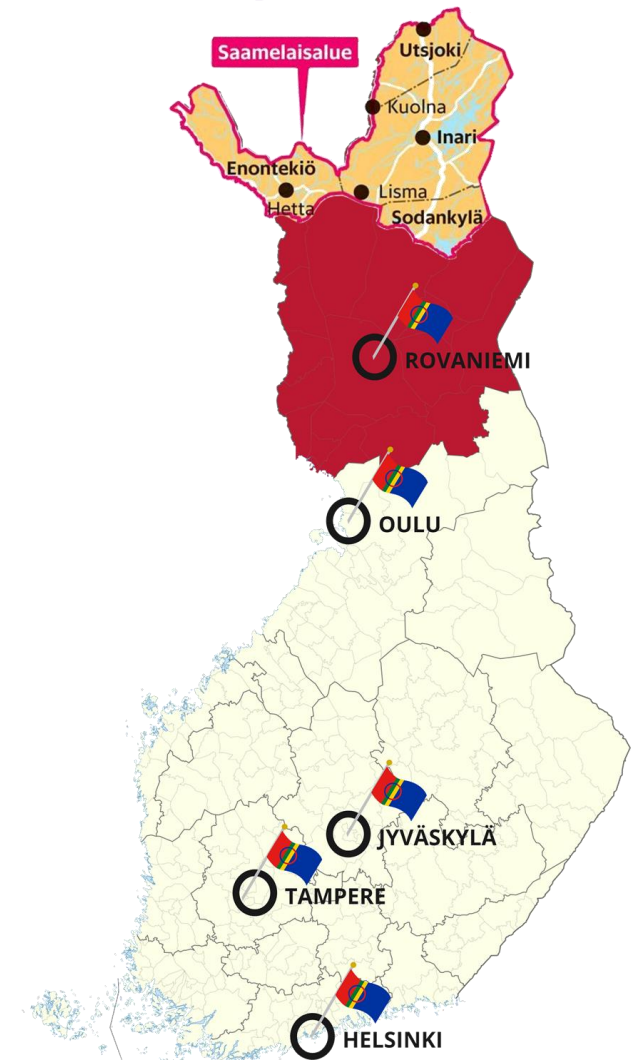 Saamelaisalue
Utsjoki
Kuolna
Inari
Enontekiö
Lisma
Hetta
Sodankylä
ROVANIEMI
OULU
JYVÄSKYLÄ
TAMPERE
HELSINKI